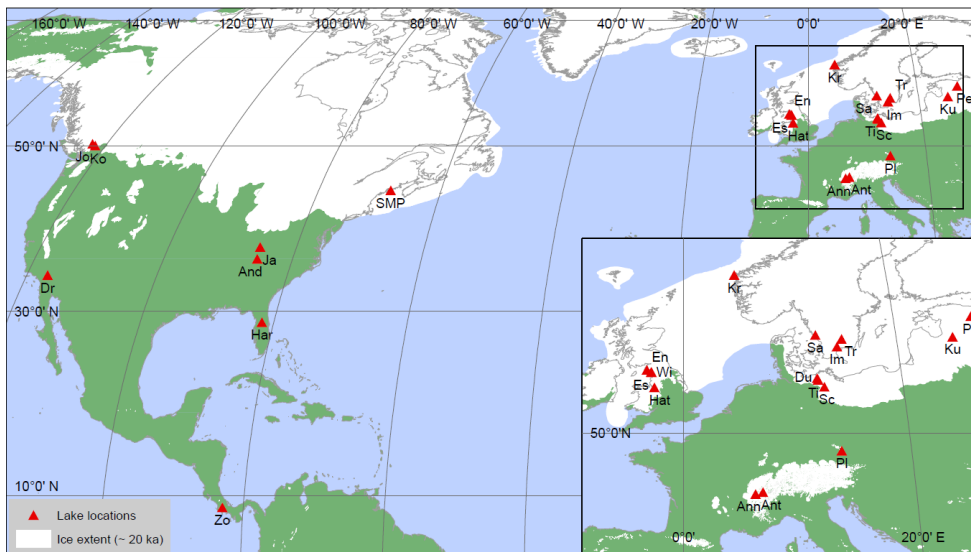 160°0, W 140°0, W 120°0, W 100°0, W 80°0, W 60°0, W 40°0, W 0°0' 20°0, E
Kr
Tr
Pe
Sa
Ku
En
Im
Es
Ti
Sc
Hat
50°0' N
Jo
Ko
Pl
Ann
Ant
SMP
Ja
And
Dr
30°0' N
Har
10°0' N
Zo
Lake locations
Ice extent (~ 20 ka)
Kr
P
Sa
Tr
Im
Ku
En
Wi
Es
Du
Ti
Sc
Hat
50°0'N
Pl
Ann
Ant
0°0'
20°0' E